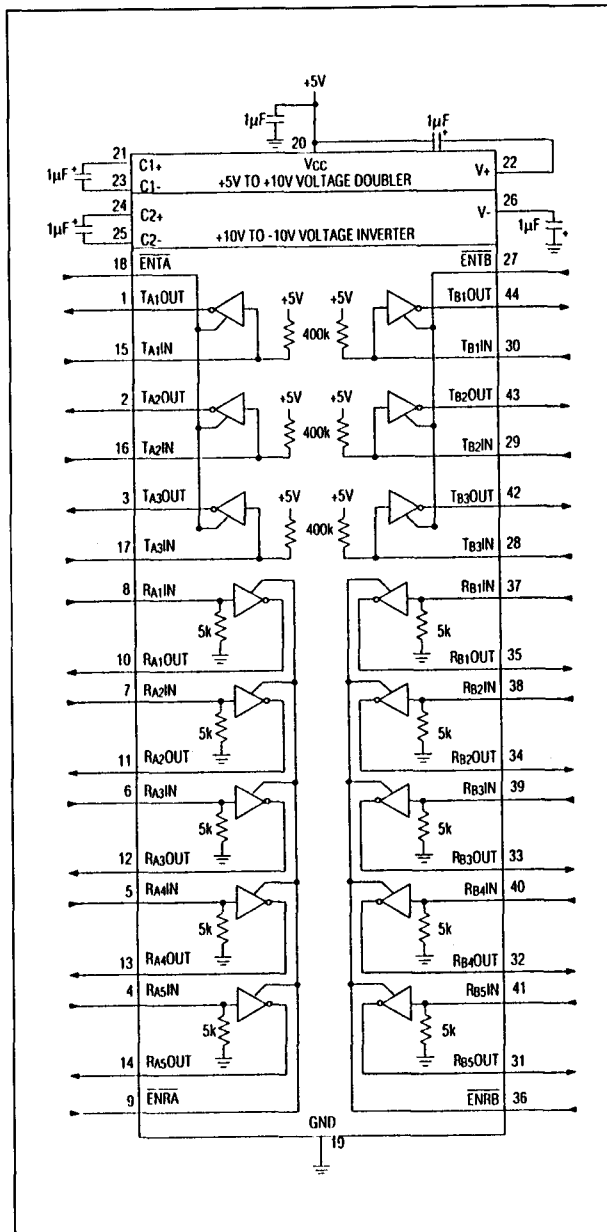 +5V
1µF
1µF
20
21 C1+ VCC V+ 22
1µF
23 C1- +5V TO +10V VOLTAGE DOUBLER
24 C2+ V- 26
1µF 1µF
25 C2- +10V TO -10V VOLTAGE INVERTER
18 ENTA ENTB 27
1 TA1OUT +5V +5V TB1OUT 44
400k
15 TA1IN TB1IN 30
2 TA2OUT +5V +5V TB2OUT 43
400k
16 TA2IN TB2IN 29
3 TA3OUT +5V +5V TB3OUT 42
400k
17 TA3IN TB3IN 28
8 RA1IN RB1IN 37
5k 5k
10 RA1OUT RB1OUT 35
7 RA2IN RB2IN 38
5k 5k
11 RA2OUT RB2OUT 34
6 RA3IN RB3IN 39
5k 5k
12 RA3OUT RB3OUT 33
5 RA4IN RB4IN 40
5k 5k
13 RA4OUT RB4OUT 32
4 RA5IN RB5IN 41
5k 5k
14 RA5OUT RB5OUT 31
9 ENRA ENRB 36
GND
19